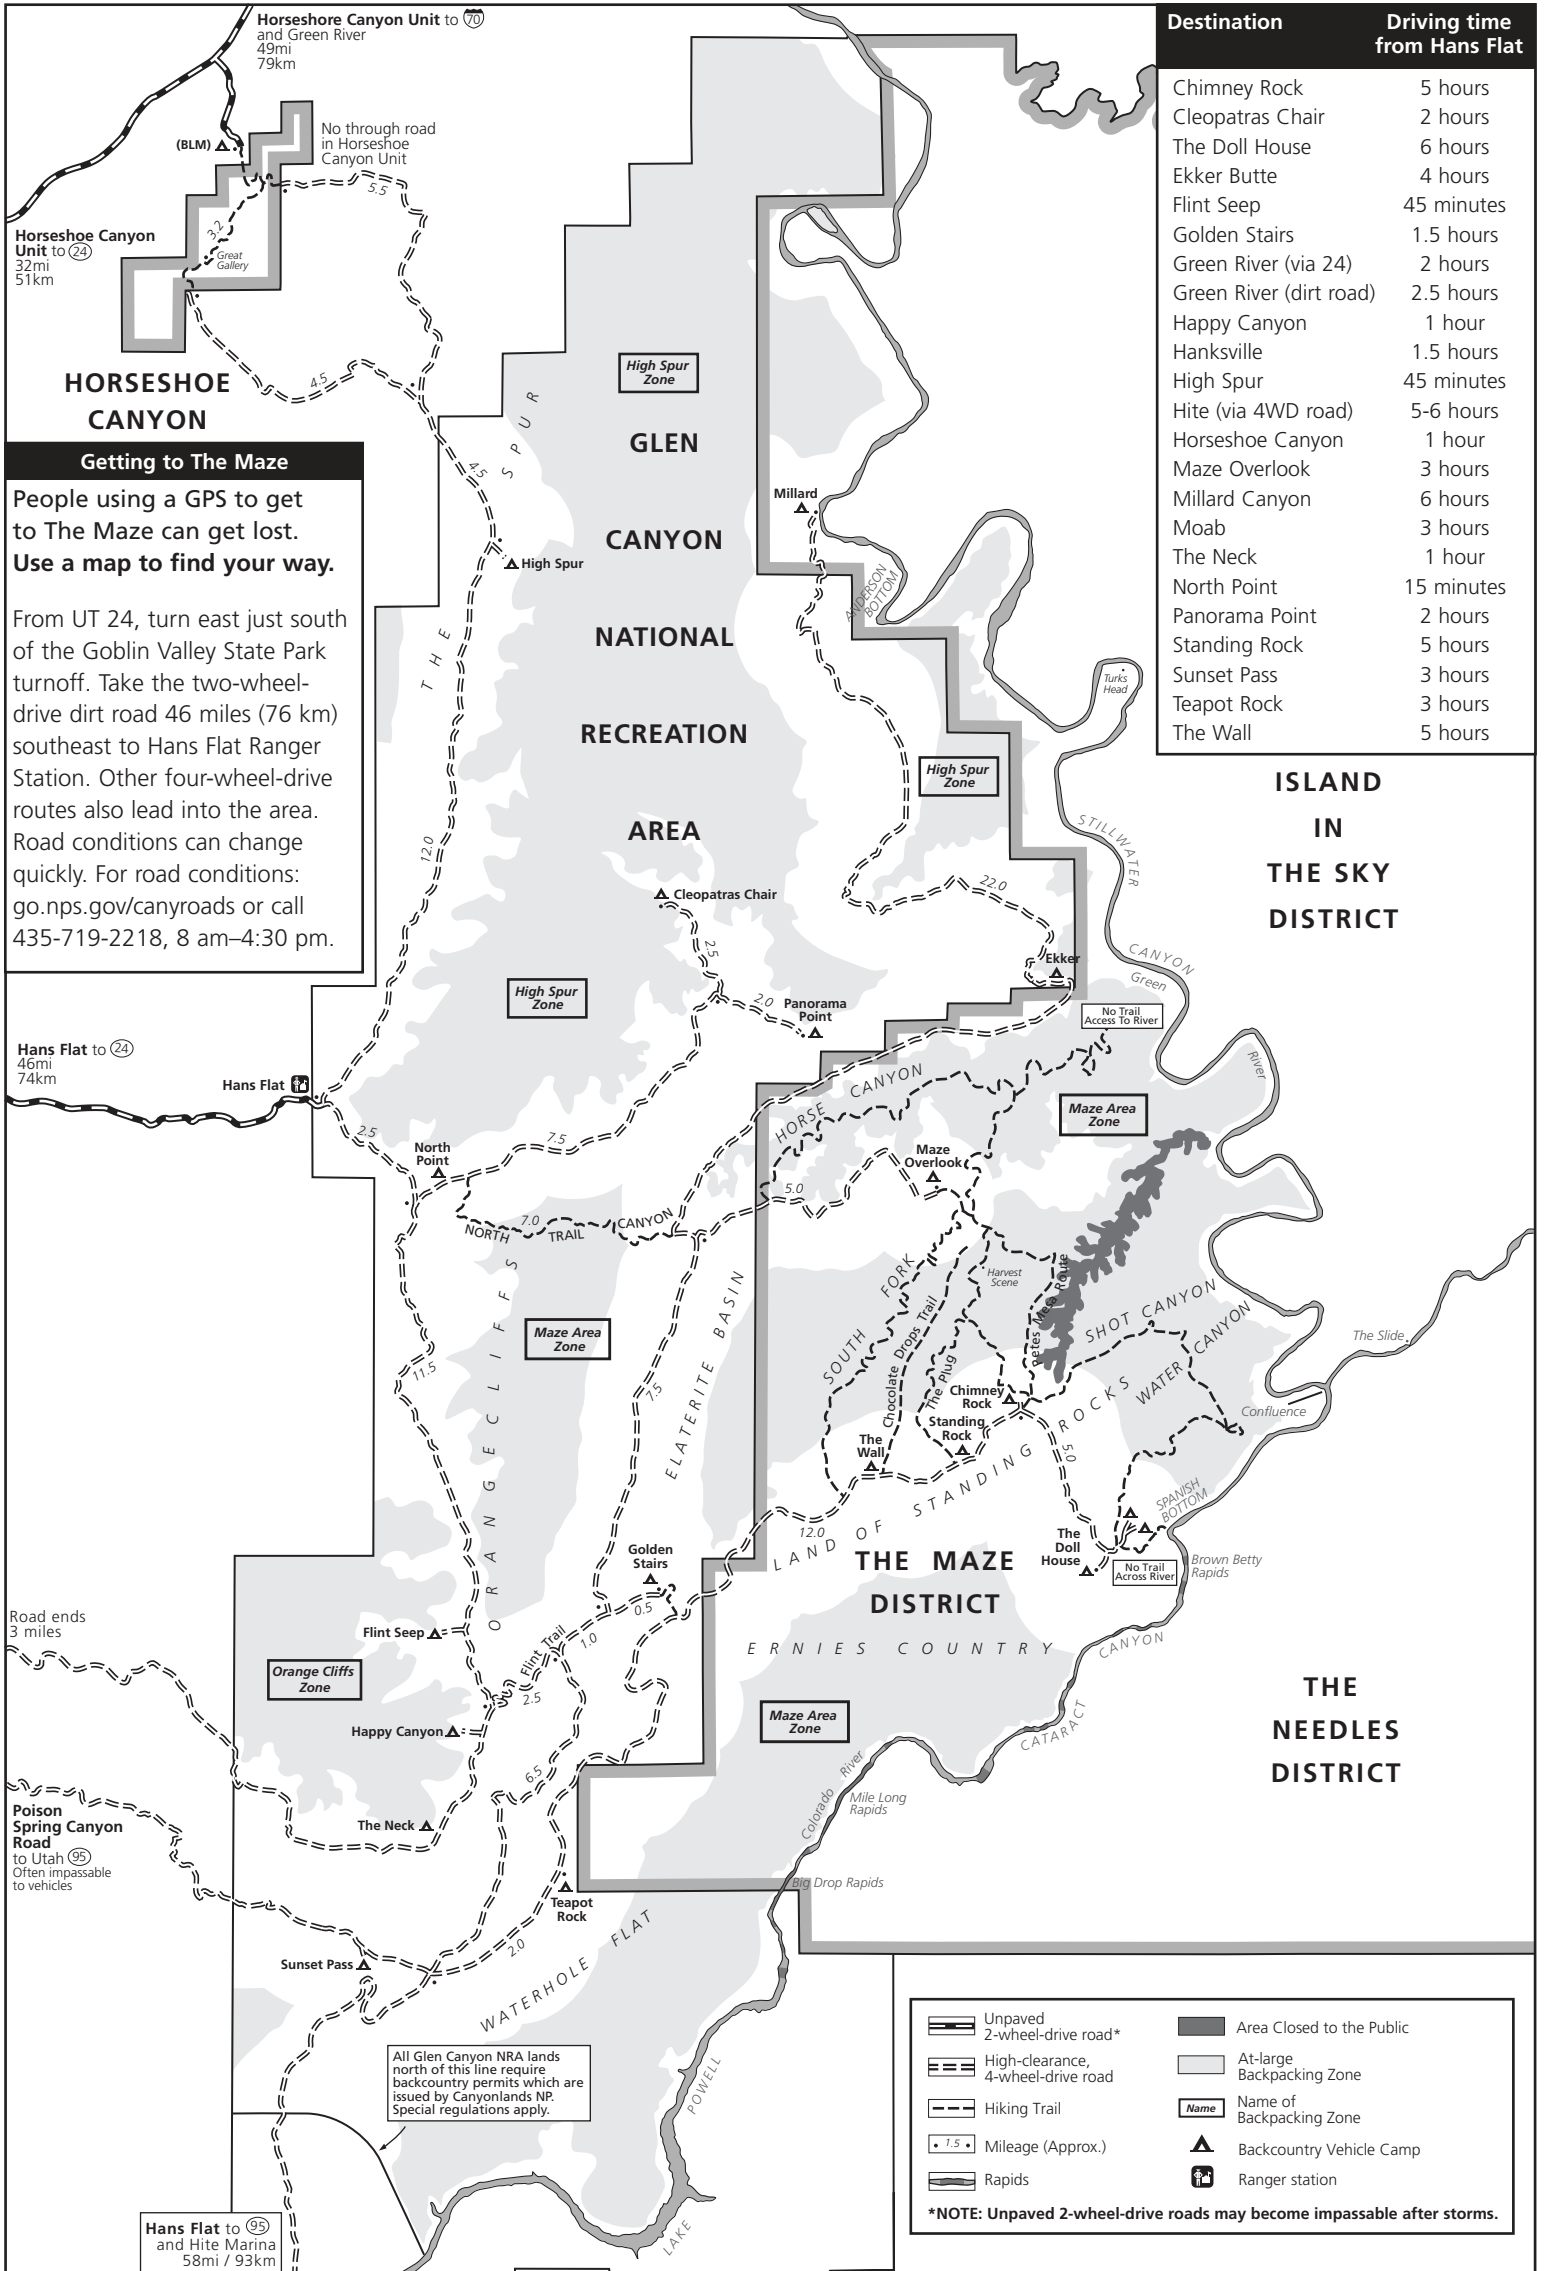 Horseshore Canyon Unit to 70
and Green River
49mi
79km
(BLM)
No through road
in Horseshoe
Canyon Unit
5.5
3.2
Great
Gallery
Horseshoe Canyon
Unit to 24
32mi
51km
4.5
HORSESHOE
CANYON
Destination Driving time
from Hans Flat
Chimney Rock 5 hours
Cleopatras Chair 2 hours
The Doll House 6 hours
Ekker Butte 4 hours
Flint Seep 45 minutes
Golden Stairs 1.5 hours
Green River (via 24) 2 hours
Green River (dirt road) 2.5 hours
Happy Canyon 1 hour
Hanksville 1.5 hours
High Spur 45 minutes
Hite (via 4WD road) 5-6 hours
Horseshoe Canyon 1 hour
Maze Overlook 3 hours
Millard Canyon 6 hours
Moab 3 hours
The Neck 1 hour
North Point 15 minutes
Panorama Point 2 hours
Standing Rock 5 hours
Sunset Pass 3 hours
Teapot Rock 3 hours
The Wall 5 hours
Getting to The Maze
People using a GPS to get
to The Maze can get lost.
Use a map to find your way.
From UT 24, turn east just south
of the Goblin Valley State Park
turnoff. Take the two-wheel-
drive dirt road 46 miles (76 km)
southeast to Hans Flat Ranger
Station. Other four-wheel-drive
routes also lead into the area.
Road conditions can change
quickly. For road conditions:
go.nps.gov/canyroads or call
435-719-2218, 8 am–4:30 pm.
High Spur
Zone
GLEN
CANYON
NATIONAL
RECREATION
AREA
THE SPUR
4.5
High Spur
12.0
Millard
ANDERSON
BOTTOM
Turks
Head
High Spur
Zone
STILLWATER
CANYON
Green
River
ISLAND
IN
THE SKY
DISTRICT
22.0
Cleopatras Chair
2.5
2.0
Panorama
Point
Ekker
High Spur
Zone
No Trail
Access To River
Hans Flat to 24
46mi
74km
Hans Flat
2.5
North
Point
7.5
HORSE CANYON
Maze Area
Zone
Maze
Overlook
5.0
7.0
NORTH TRAIL CANYON
Harvest
Scene
SOUTH FORK
Chocolate Drops Trail
The Plug
Petes Mesa Route
SHOT CANYON
WATER CANYON
The Slide
Confluence
Maze Area
Zone
ORANGE CLIFFS
ELATERITE BASIN
11.5
7.5
Chimney
Rock
Standing
Rock
The
Wall
5.0
LAND OF STANDING ROCKS
12.0
SPANISH
BOTTOM
The
Doll
House
No Trail
Across River
Brown Betty
Rapids
THE MAZE
DISTRICT
Golden
Stairs
0.5
1.0
Flint Trail
2.5
Flint Seep
Road ends
3 miles
Orange Cliffs
Zone
Happy Canyon
The Neck
ERNIES COUNTRY
Maze Area
Zone
CATARACT
CANYON
THE
NEEDLES
DISTRICT
6.5
Colorado River
Mile Long
Rapids
Big Drop Rapids
Poison
Spring Canyon
Road
to Utah 95
Often impassable
to vehicles
Teapot
Rock
2.0
Sunset Pass
WATERHOLE FLAT
All Glen Canyon NRA lands
north of this line require
backcountry permits which are
issued by Canyonlands NP.
Special regulations apply.
LAKE POWELL
Hans Flat to 95
and Hite Marina
58mi / 93km
Unpaved
2-wheel-drive road*
High-clearance,
4-wheel-drive road
Hiking Trail
1.5 Mileage (Approx.)
Rapids
Area Closed to the Public
At-large
Backpacking Zone
Name Name of
Backpacking Zone
Backcountry Vehicle Camp
Ranger station
*NOTE: Unpaved 2-wheel-drive roads may become impassable after storms.